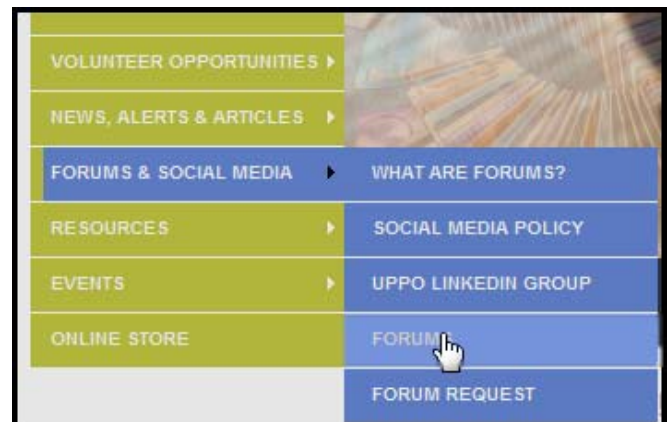 VOLUNTEER OPPORTUNITIES
NEWS, ALERTS & ARTICLES
FORUMS & SOCIAL MEDIA
RESOURCES
EVENTS
ONLINE STORE
WHAT ARE FORUMS?
SOCIAL MEDIA POLICY
UPPO LINKEDIN GROUP
FORUMS
FORUM REQUEST